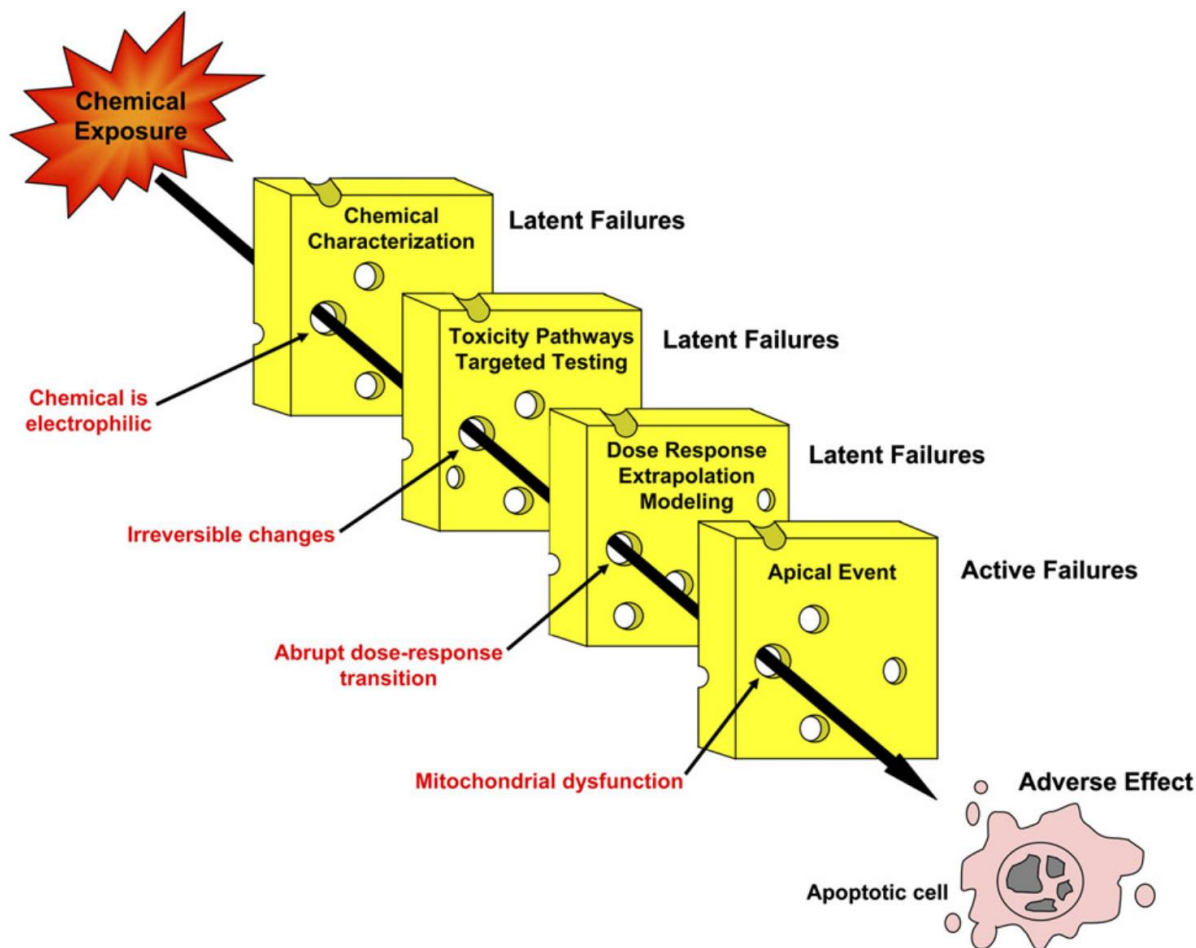 Chemical
Exposure
Chemical
Characterization
Latent Failures
Toxicity Pathways
Targeted Testing
Latent Failures
Chemical is
electrophilic
Dose Response
Extrapolation
Modeling
Latent Failures
Irreversible changes
Apical Event
Active Failures
Abrupt dose-response
transition
Mitochondrial dysfunction
Adverse Effect
Apoptotic cell